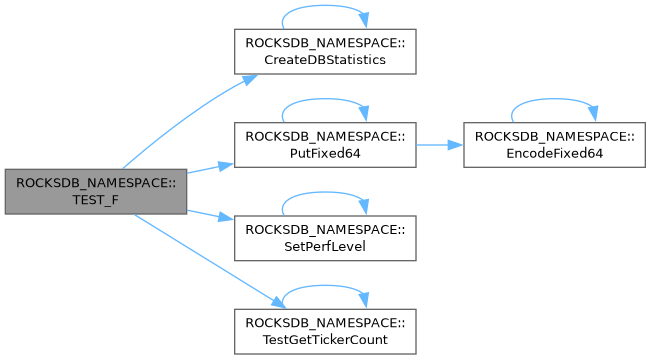 ROCKSDB_NAMESPACE::
CreateDBStatistics
ROCKSDB_NAMESPACE::
PutFixed64
ROCKSDB_NAMESPACE::
EncodeFixed64
ROCKSDB_NAMESPACE::
TEST_F
ROCKSDB_NAMESPACE::
SetPerfLevel
ROCKSDB_NAMESPACE::
TestGetTickerCount